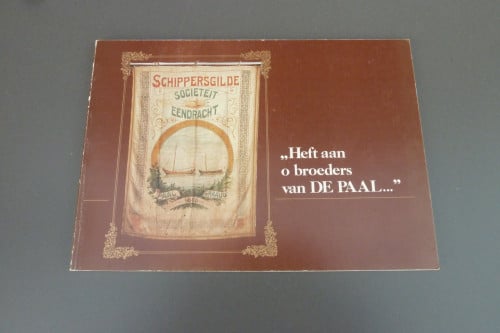 SCHIPPERSGILDE
SOCIETEIT
EENDRACHT
„Heft aan
o broeders
van DE PAAL..."